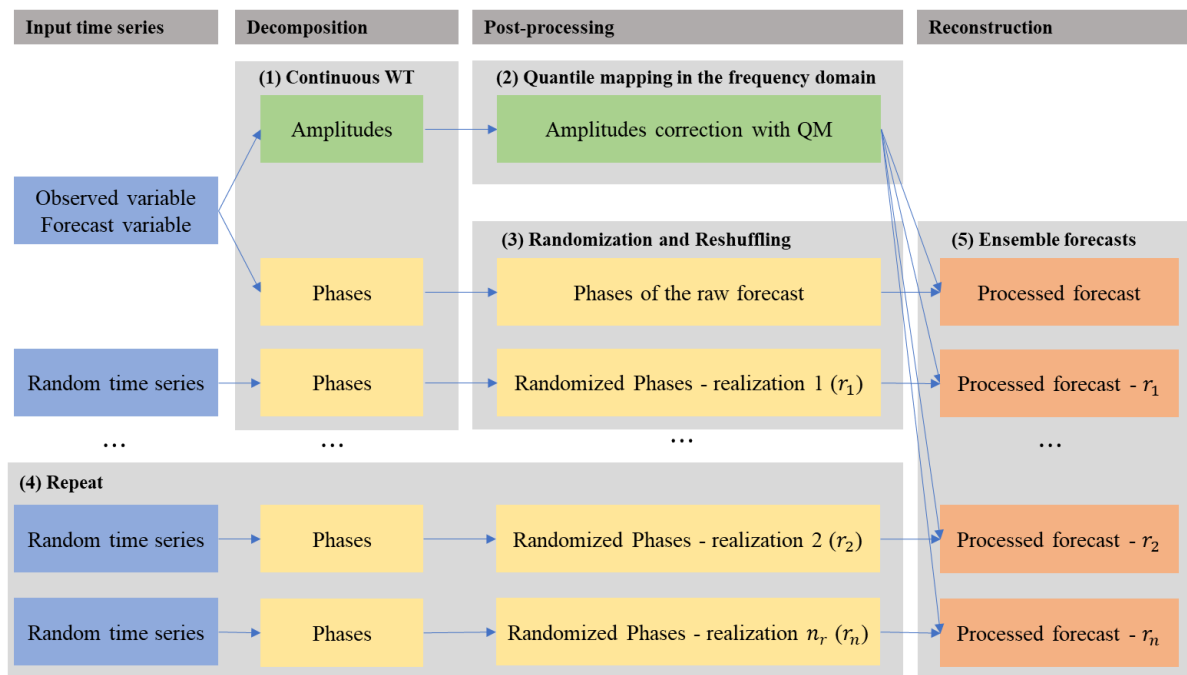 Input time series
Decomposition
Post-processing
Reconstruction
(1) Continuous WT
(2) Quantile mapping in the frequency domain
Amplitudes
Amplitudes correction with QM
Observed variable
Forecast variable
(3) Randomization and Reshuffling
(5) Ensemble forecasts
Phases
Phases of the raw forecast
Processed forecast
Random time series
Phases
Randomized Phases - realization 1 (r₁)
Processed forecast - r₁
...
...
...
...
(4) Repeat
Random time series
Phases
Randomized Phases - realization 2 (r₂)
Processed forecast - r₂
Random time series
Phases
Randomized Phases - realization nᵣ (rₙ)
Processed forecast - rₙ